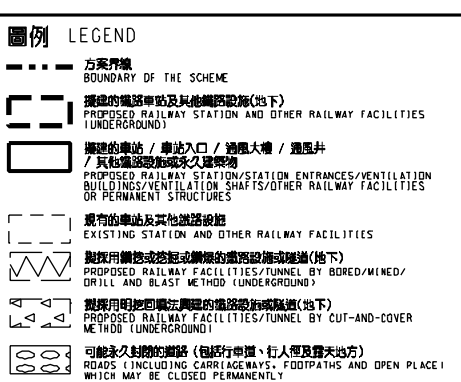 圖例 LEGEND
方案界線
BOUNDARY OF THE SCHEME
擬建的鐵路車站及其他鐵路設施(地下)
PROPOSED RAILWAY STATION AND OTHER RAILWAY FACILITIES
(UNDERGROUND)
擬建的車站 / 車站入口 / 通風大樓 / 通風井
/ 其他鐵路設施或永久建築物
PROPOSED RAILWAY STATION/STATION ENTRANCES/VENTILATION
BUILDINGS/VENTILATION SHAFTS/OTHER RAILWAY FACILITIES
OR PERMANENT STRUCTURES
現有的車站及其他鐵路設施
EXISTING STATION AND OTHER RAILWAY FACILITIES
擬採用鑽挖或挖掘或鑽爆的鐵路設施或隧道(地下)
PROPOSED RAILWAY FACILITIES/TUNNEL BY BORED/MINED/
DRILL AND BLAST METHOD (UNDERGROUND)
擬採用明挖回填法興建的鐵路設施或隧道(地下)
PROPOSED RAILWAY FACILITIES/TUNNEL BY CUT-AND-COVER
METHOD (UNDERGROUND)
可能永久封閉的道路 (包括行車道、行人徑及露天地方)
ROADS (INCLUDING CARRIAGEWAYS, FOOTPATHS AND OPEN PLACE)
WHICH MAY BE CLOSED PERMANENTLY